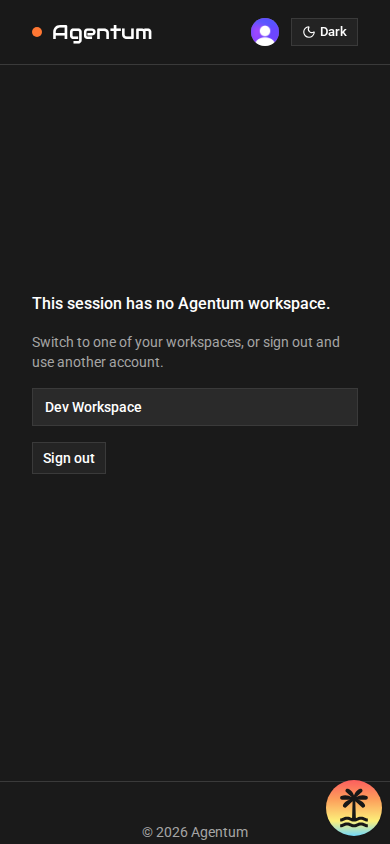 Agentum
Dark
This session has no Agentum workspace.
Switch to one of your workspaces, or sign out and
use another account.
Dev Workspace
Sign out
© 2026 Agentum